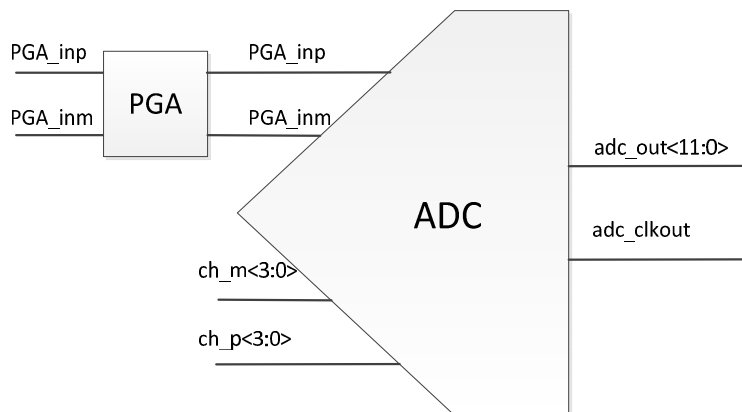 PGA_inp
PGA_inp
PGA
PGA_inm
PGA_inm
adc_out<11:0>
ADC
adc_clkout
ch_m<3:0>
ch_p<3:0>